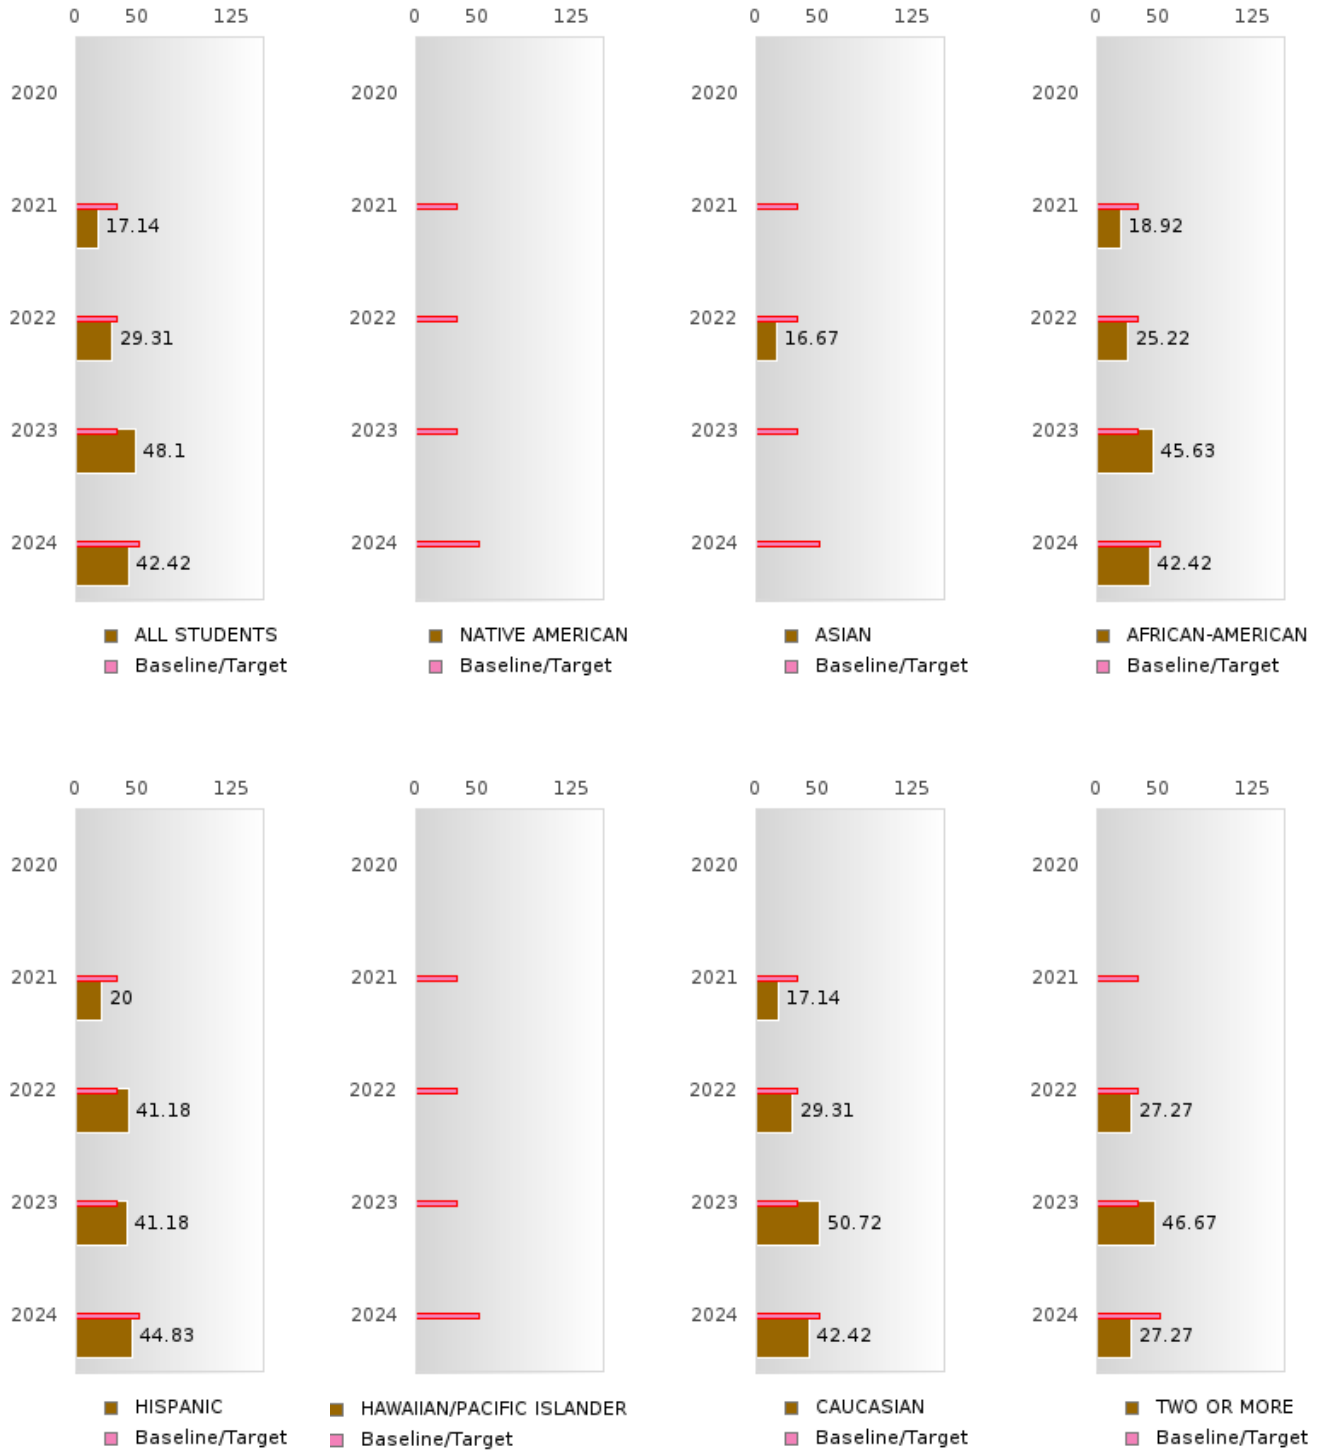 0 50 125 0 50 125 0 50 125 0 50 125
2020 2020 2020 2020
2021 2021 2021 2021
17.14 18.92
2022 2022 2022 2022
29.31 16.67 25.22
2023 2023 2023 2023
48.1 45.63
2024 2024 2024 2024
42.42 42.42
ALL STUDENTS NATIVE AMERICAN ASIAN AFRICAN-AMERICAN
Baseline/Target Baseline/Target Baseline/Target Baseline/Target
0 50 125 0 50 125 0 50 125 0 50 125
2020 2020 2020 2020
2021 2021 2021 2021
20 17.14
2022 2022 2022 2022
41.18 29.31 27.27
2023 2023 2023 2023
41.18 50.72 46.67
2024 2024 2024 2024
44.83 42.42 27.27
HISPANIC HAWAIIAN/PACIFIC ISLANDER CAUCASIAN TWO OR MORE
Baseline/Target Baseline/Target Baseline/Target Baseline/Target